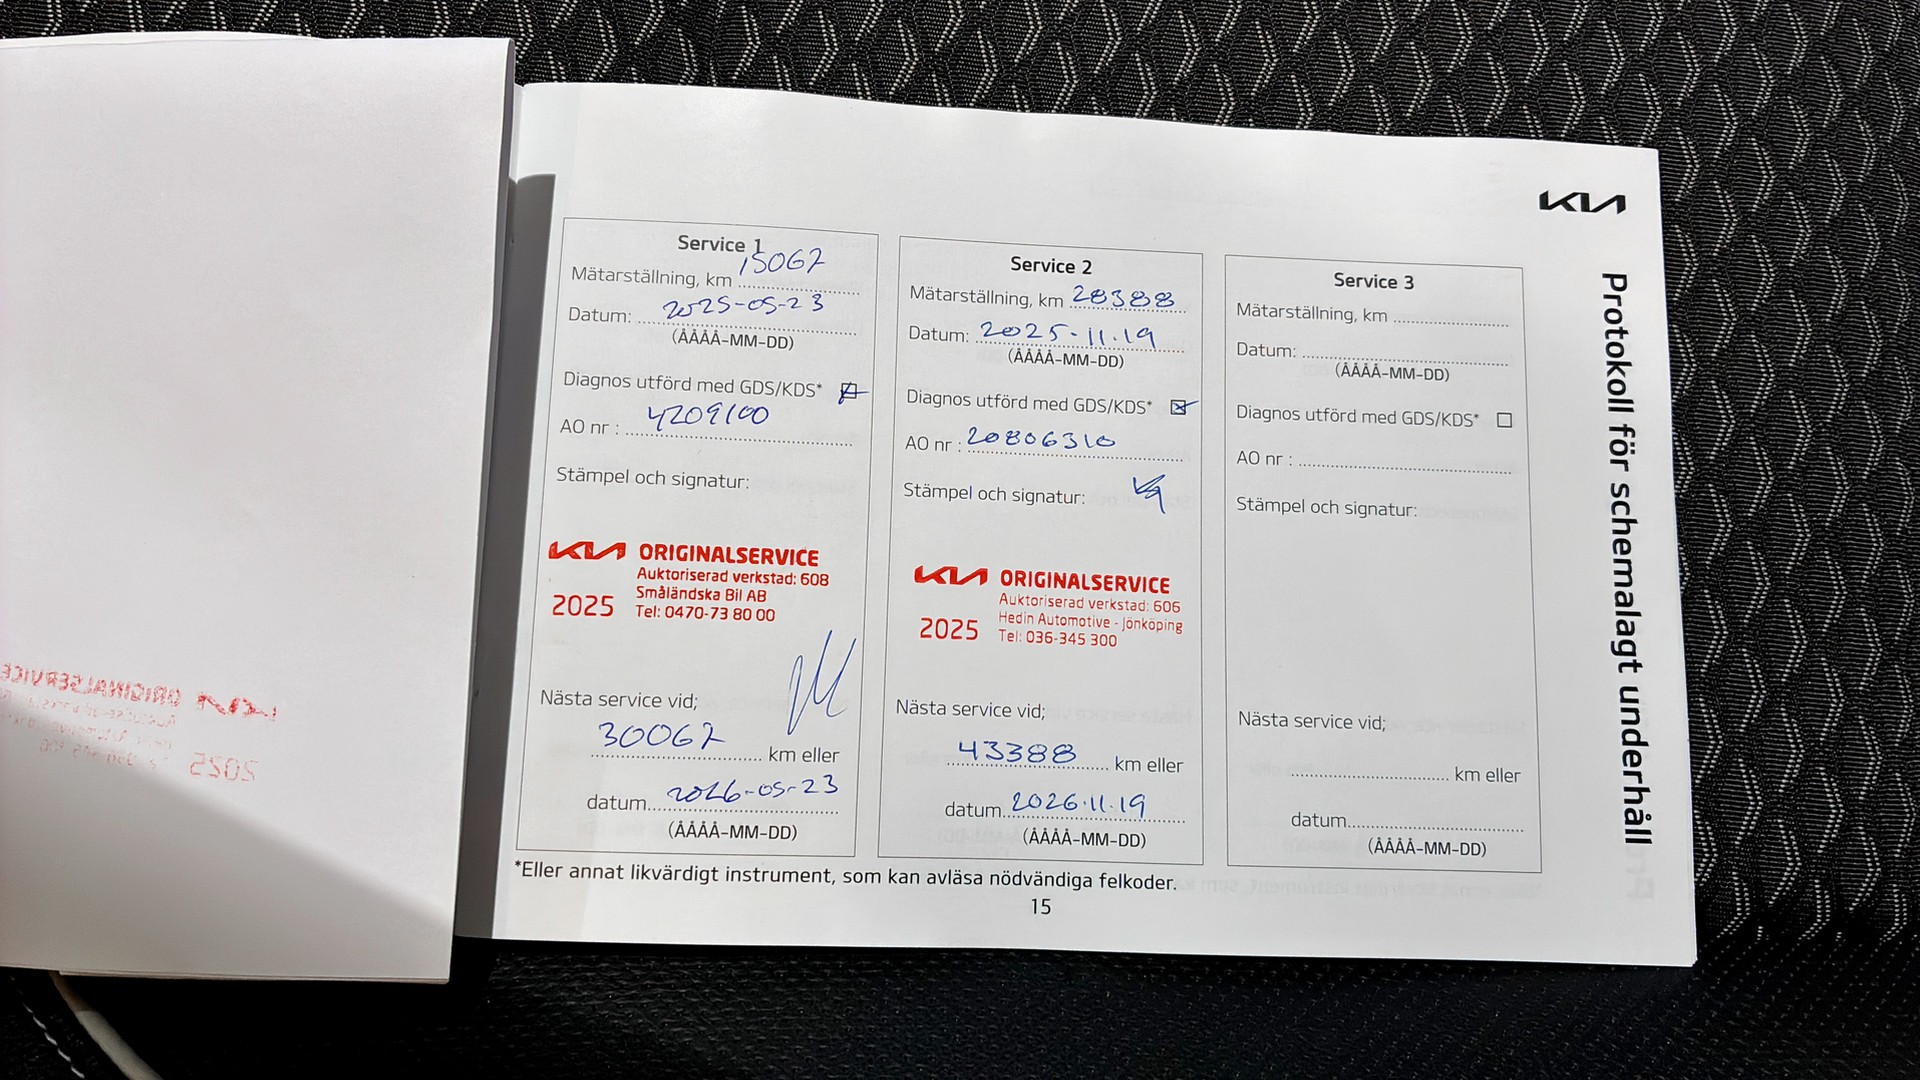 KIA
Protokoll för schemalagt underhåll
Service 1
Mätarställning, km 15067
Datum: 2025-05-23
(ÅÅÅÅ-MM-DD)
Diagnos utförd med GDS/KDS*
AO nr : 4209100
Stämpel och signatur:
KIA ORIGINALSERVICE
Auktoriserad verkstad: 608
Småländska Bil AB
2025 Tel: 0470-73 80 00
Nästa service vid;
30067 km eller
datum 2026-05-23
(ÅÅÅÅ-MM-DD)
Service 2
Mätarställning, km 28388
Datum: 2025-11.19
(ÅÅÅÅ-MM-DD)
Diagnos utförd med GDS/KDS*
AO nr : 20806310
Stämpel och signatur:
KIA ORIGINALSERVICE
Auktoriserad verkstad: 606
Hedin Automotive - Jönköping
2025 Tel: 036-345 300
Nästa service vid;
43388 km eller
datum 2026.11.19
(ÅÅÅÅ-MM-DD)
Service 3
Mätarställning, km
Datum:
(ÅÅÅÅ-MM-DD)
Diagnos utförd med GDS/KDS*
AO nr :
Stämpel och signatur:
Nästa service vid;
km eller
datum
(ÅÅÅÅ-MM-DD)
*Eller annat likvärdigt instrument, som kan avläsa nödvändiga felkoder.
15
KIA ORIGINALSERVICE
2025